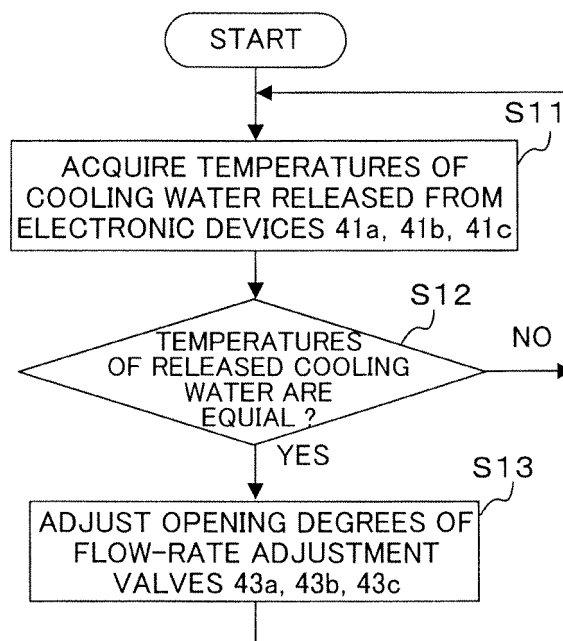 START
S11
ACQUIRE TEMPERATURES OF
COOLING WATER RELEASED FROM
ELECTRONIC DEVICES 41a, 41b, 41c
S12
TEMPERATURES
OF RELEASED COOLING
WATER ARE
EQUIAL ?
NO
YES
S13
ADJUST OPENING DEGREES OF
FLOW-RATE ADJUSTMENT
VALVES 43a, 43b, 43c